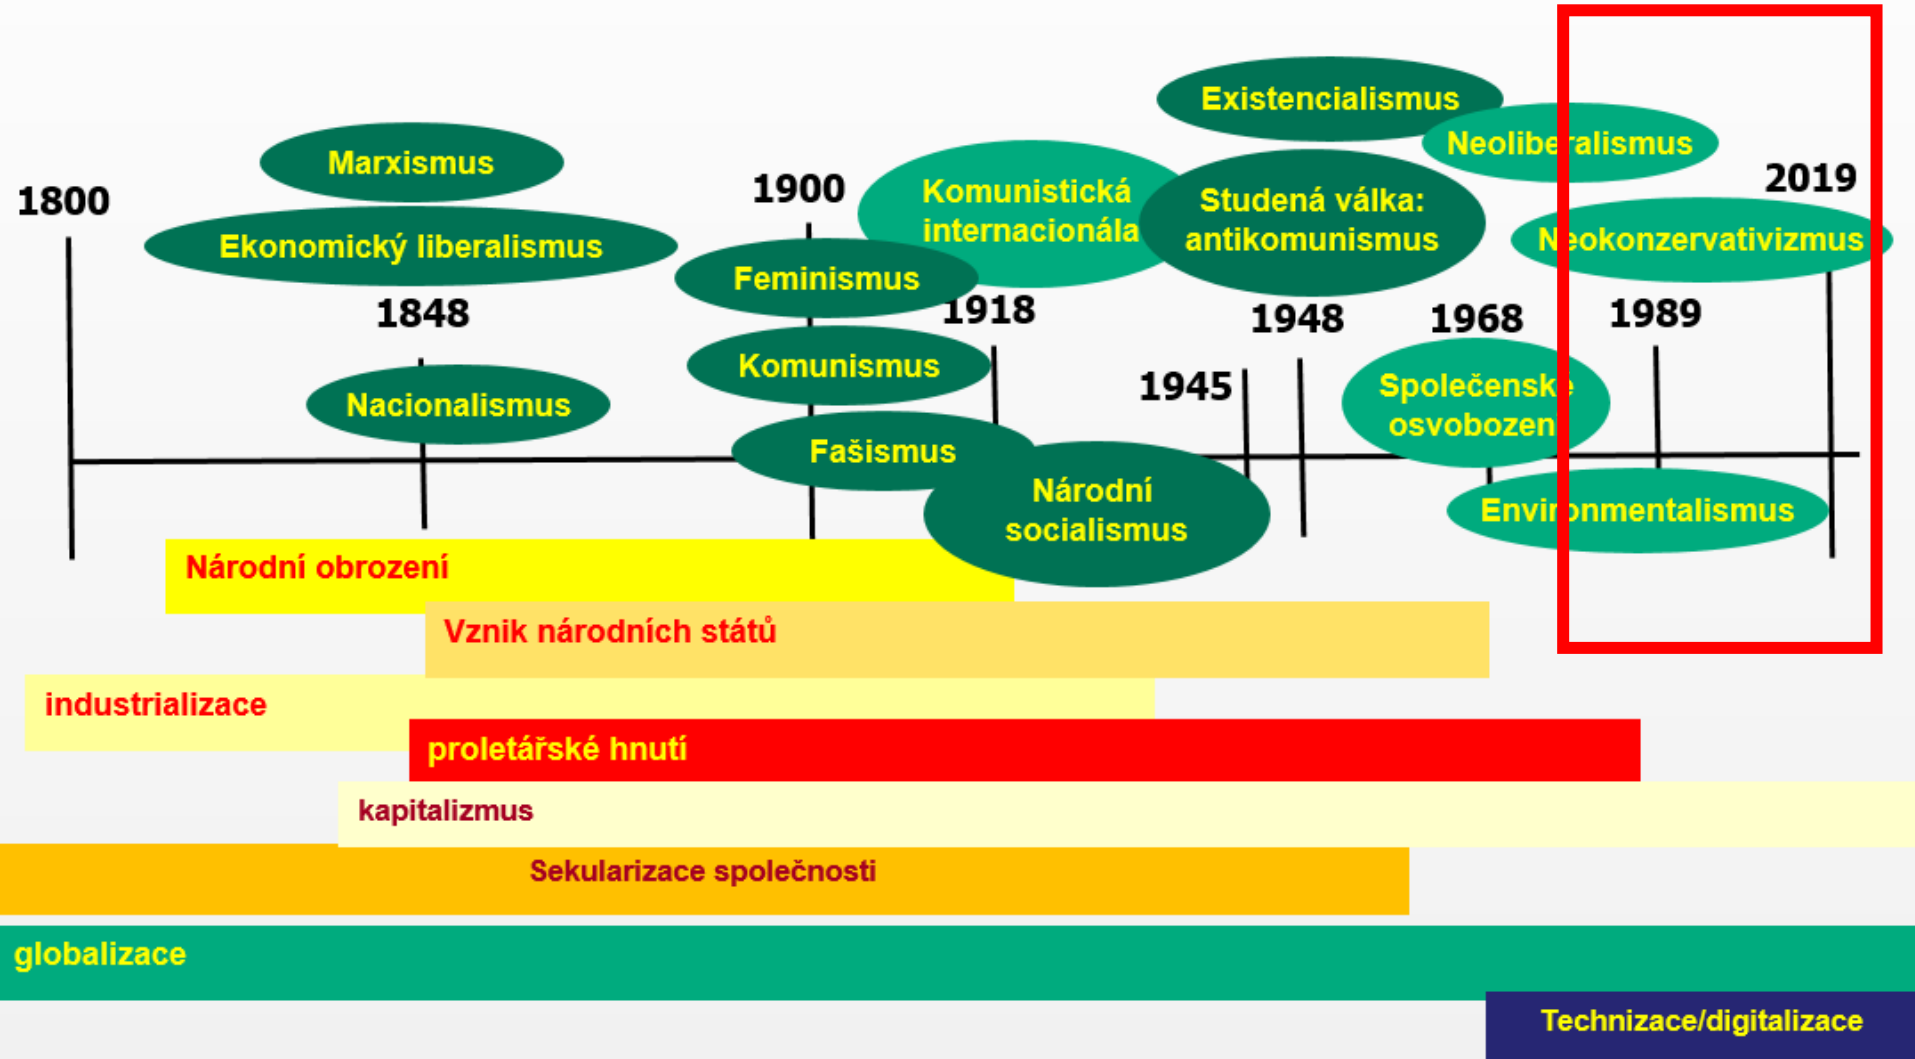 Existencialismus
Neoliberalismus
Marxismus
1800
1900
Komunistická
internacionála
Studená válka:
antikomunismus
2019
Ekonomický liberalismus
Neokonzervativizmus
Feminismus
1848
1918
1948
1968
1989
Komunismus
1945
Nacionalismus
Společenské
osvobozen
Fašismus
Národní
socialismus
Environmentalismus
Národní obrození
Vznik národních států
industrializace
proletářské hnutí
kapitalizmus
Sekularizace společnosti
globalizace
Technizace/digitalizace